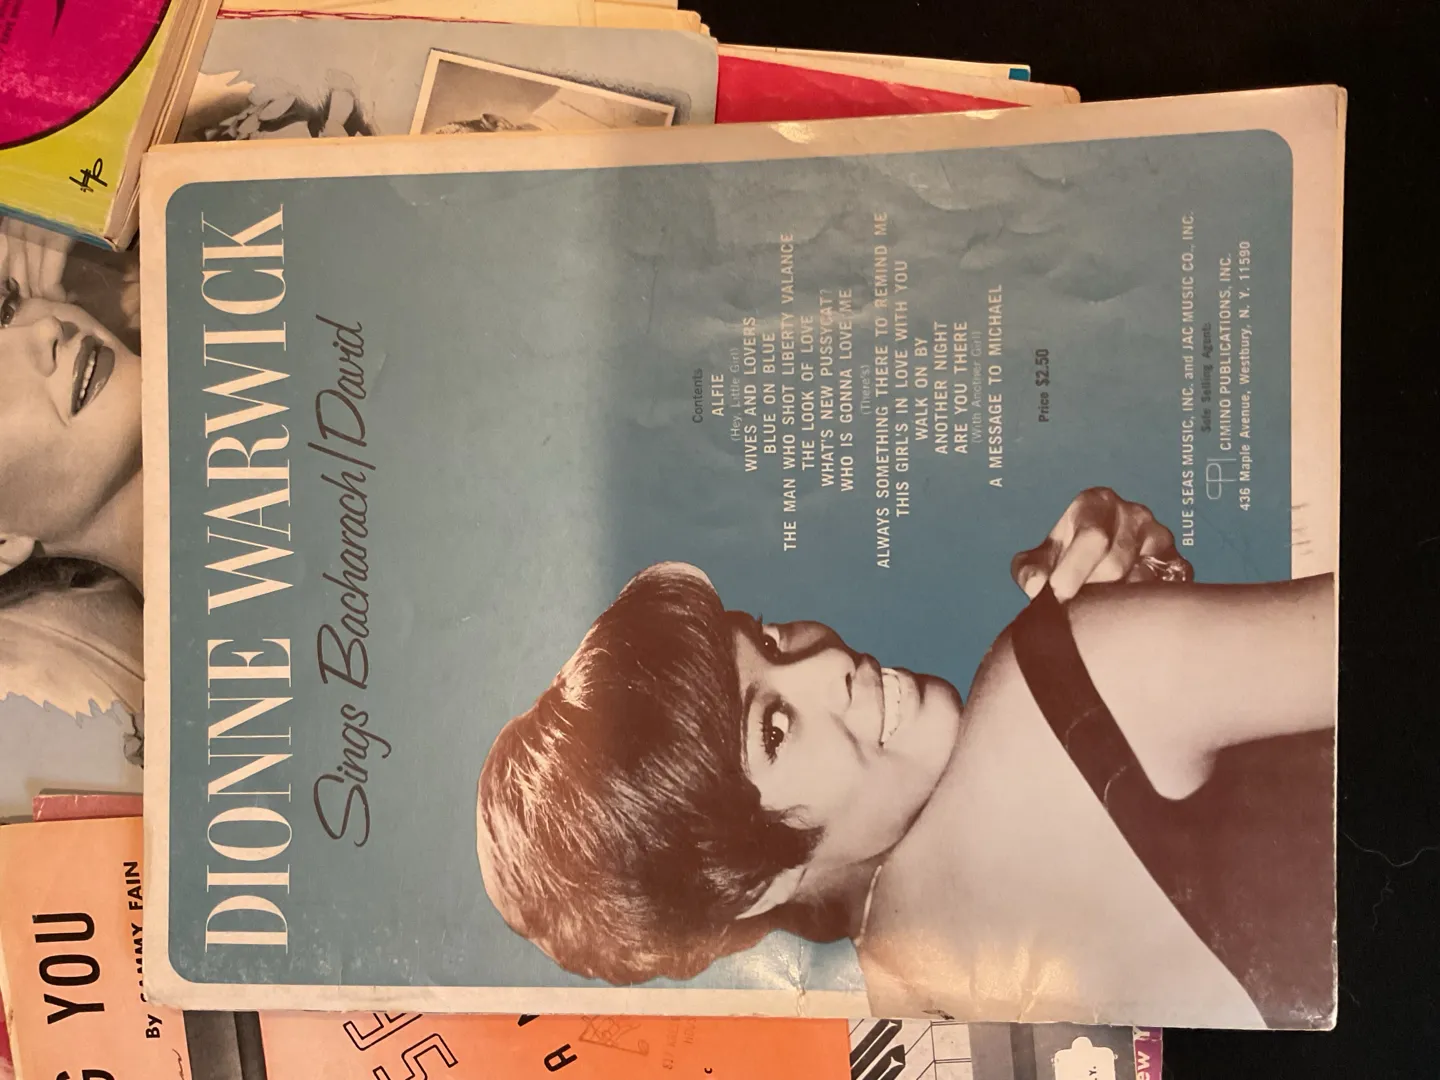 DIONNE WARWICK
Sings Bacharach/David
Contents
ALFIE
(Hey, Little Girl)
WIVES AND LOVERS
BLUE ON BLUE
THE MAN WHO SHOT LIBERTY VALANCE
THE LOOK OF LOVE
WHAT'S NEW PUSSYCAT?
WHO IS GONNA LOVE ME
(There's)
ALWAYS SOMETHING THERE TO REMIND ME
THIS GIRL'S IN LOVE WITH YOU
WALK ON BY
ANOTHER NIGHT
ARE YOU THERE
(With Another Girl)
A MESSAGE TO MICHAEL
Price $2.50
BLUE SEAS MUSIC, INC. and JAC MUSIC CO., INC.
Sole Selling Agent:
CPI CIMINO PUBLICATIONS, INC.
436 Maple Avenue, Westbury, N. Y. 11590
YOU
By SAMMY FAIN
A